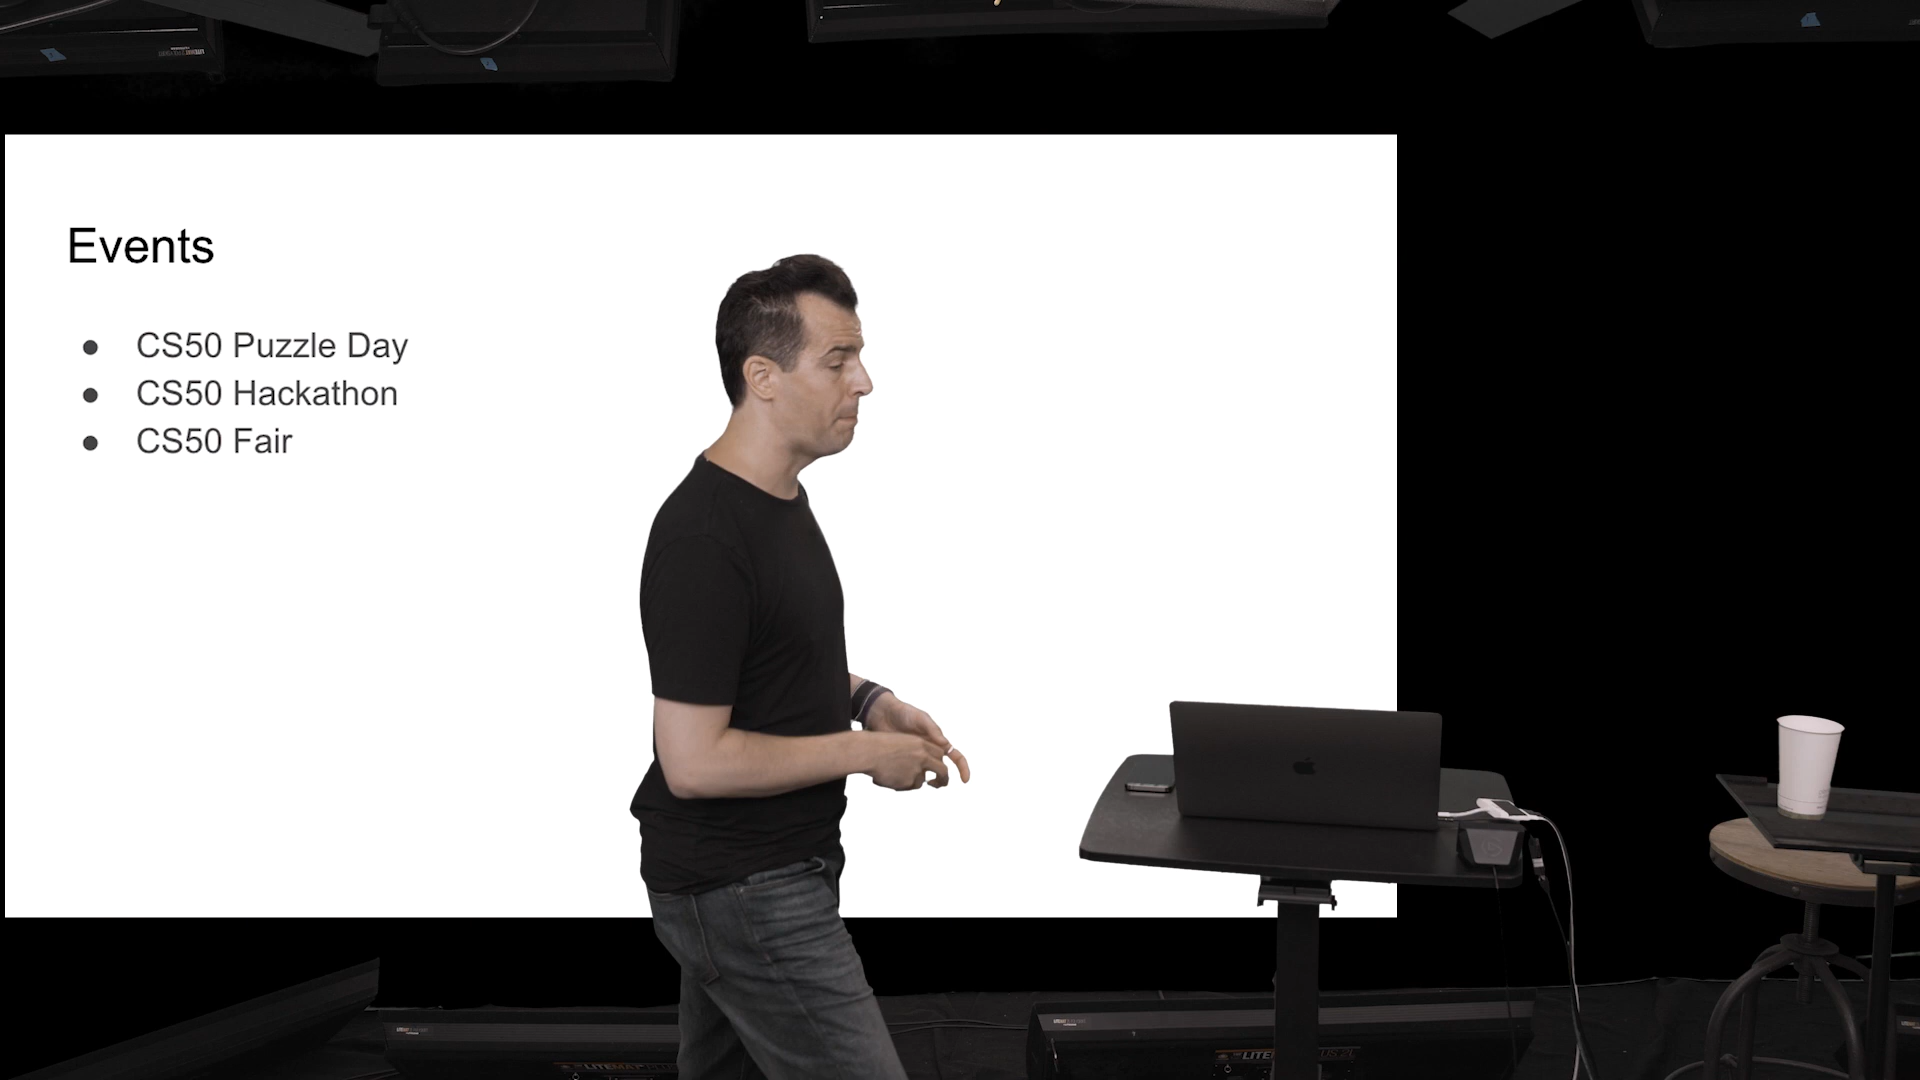 Events
● CS50 Puzzle Day
● CS50 Hackathon
● CS50 Fair